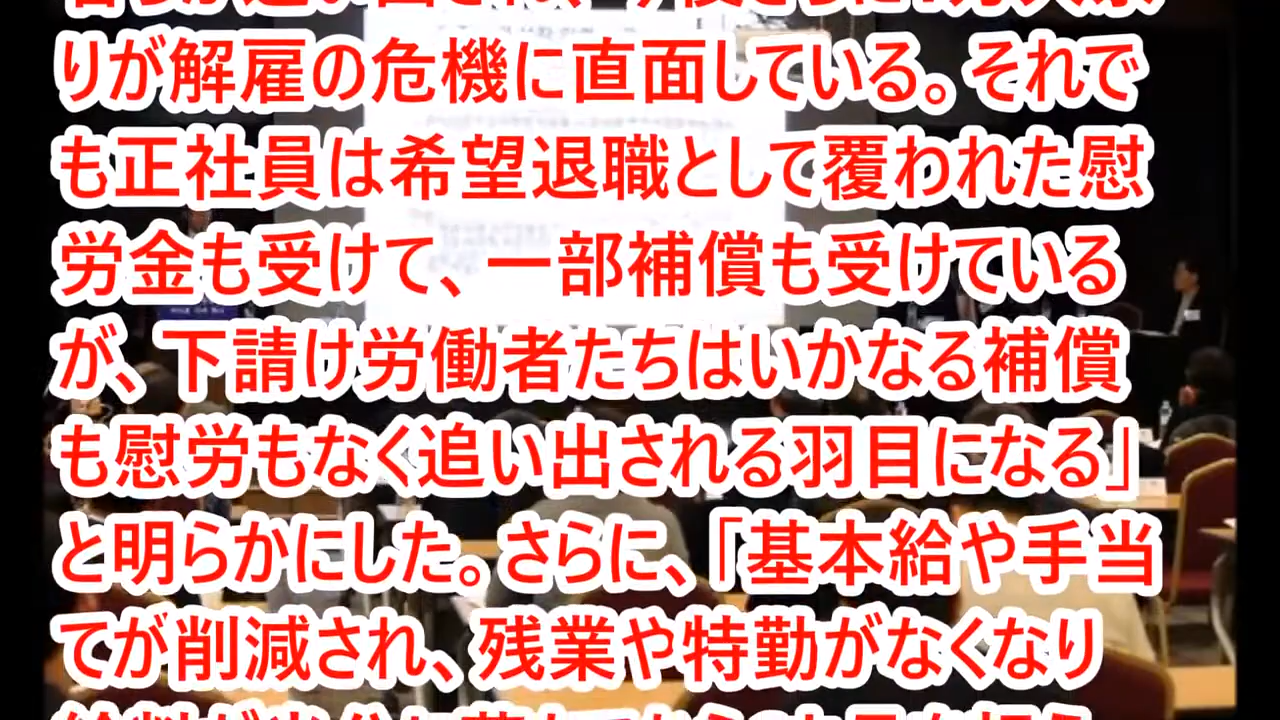 りが解雇の危機に直面している。それで
も正社員は希望退職として覆われた慰
労金も受けて、一部補償も受けている
が、下請け労働者たちはいかなる補償
も慰労もなく追い出される羽目になる」
と明らかにした。さらに、「基本給や手当
てが削減され、残業や特勤がなくなり